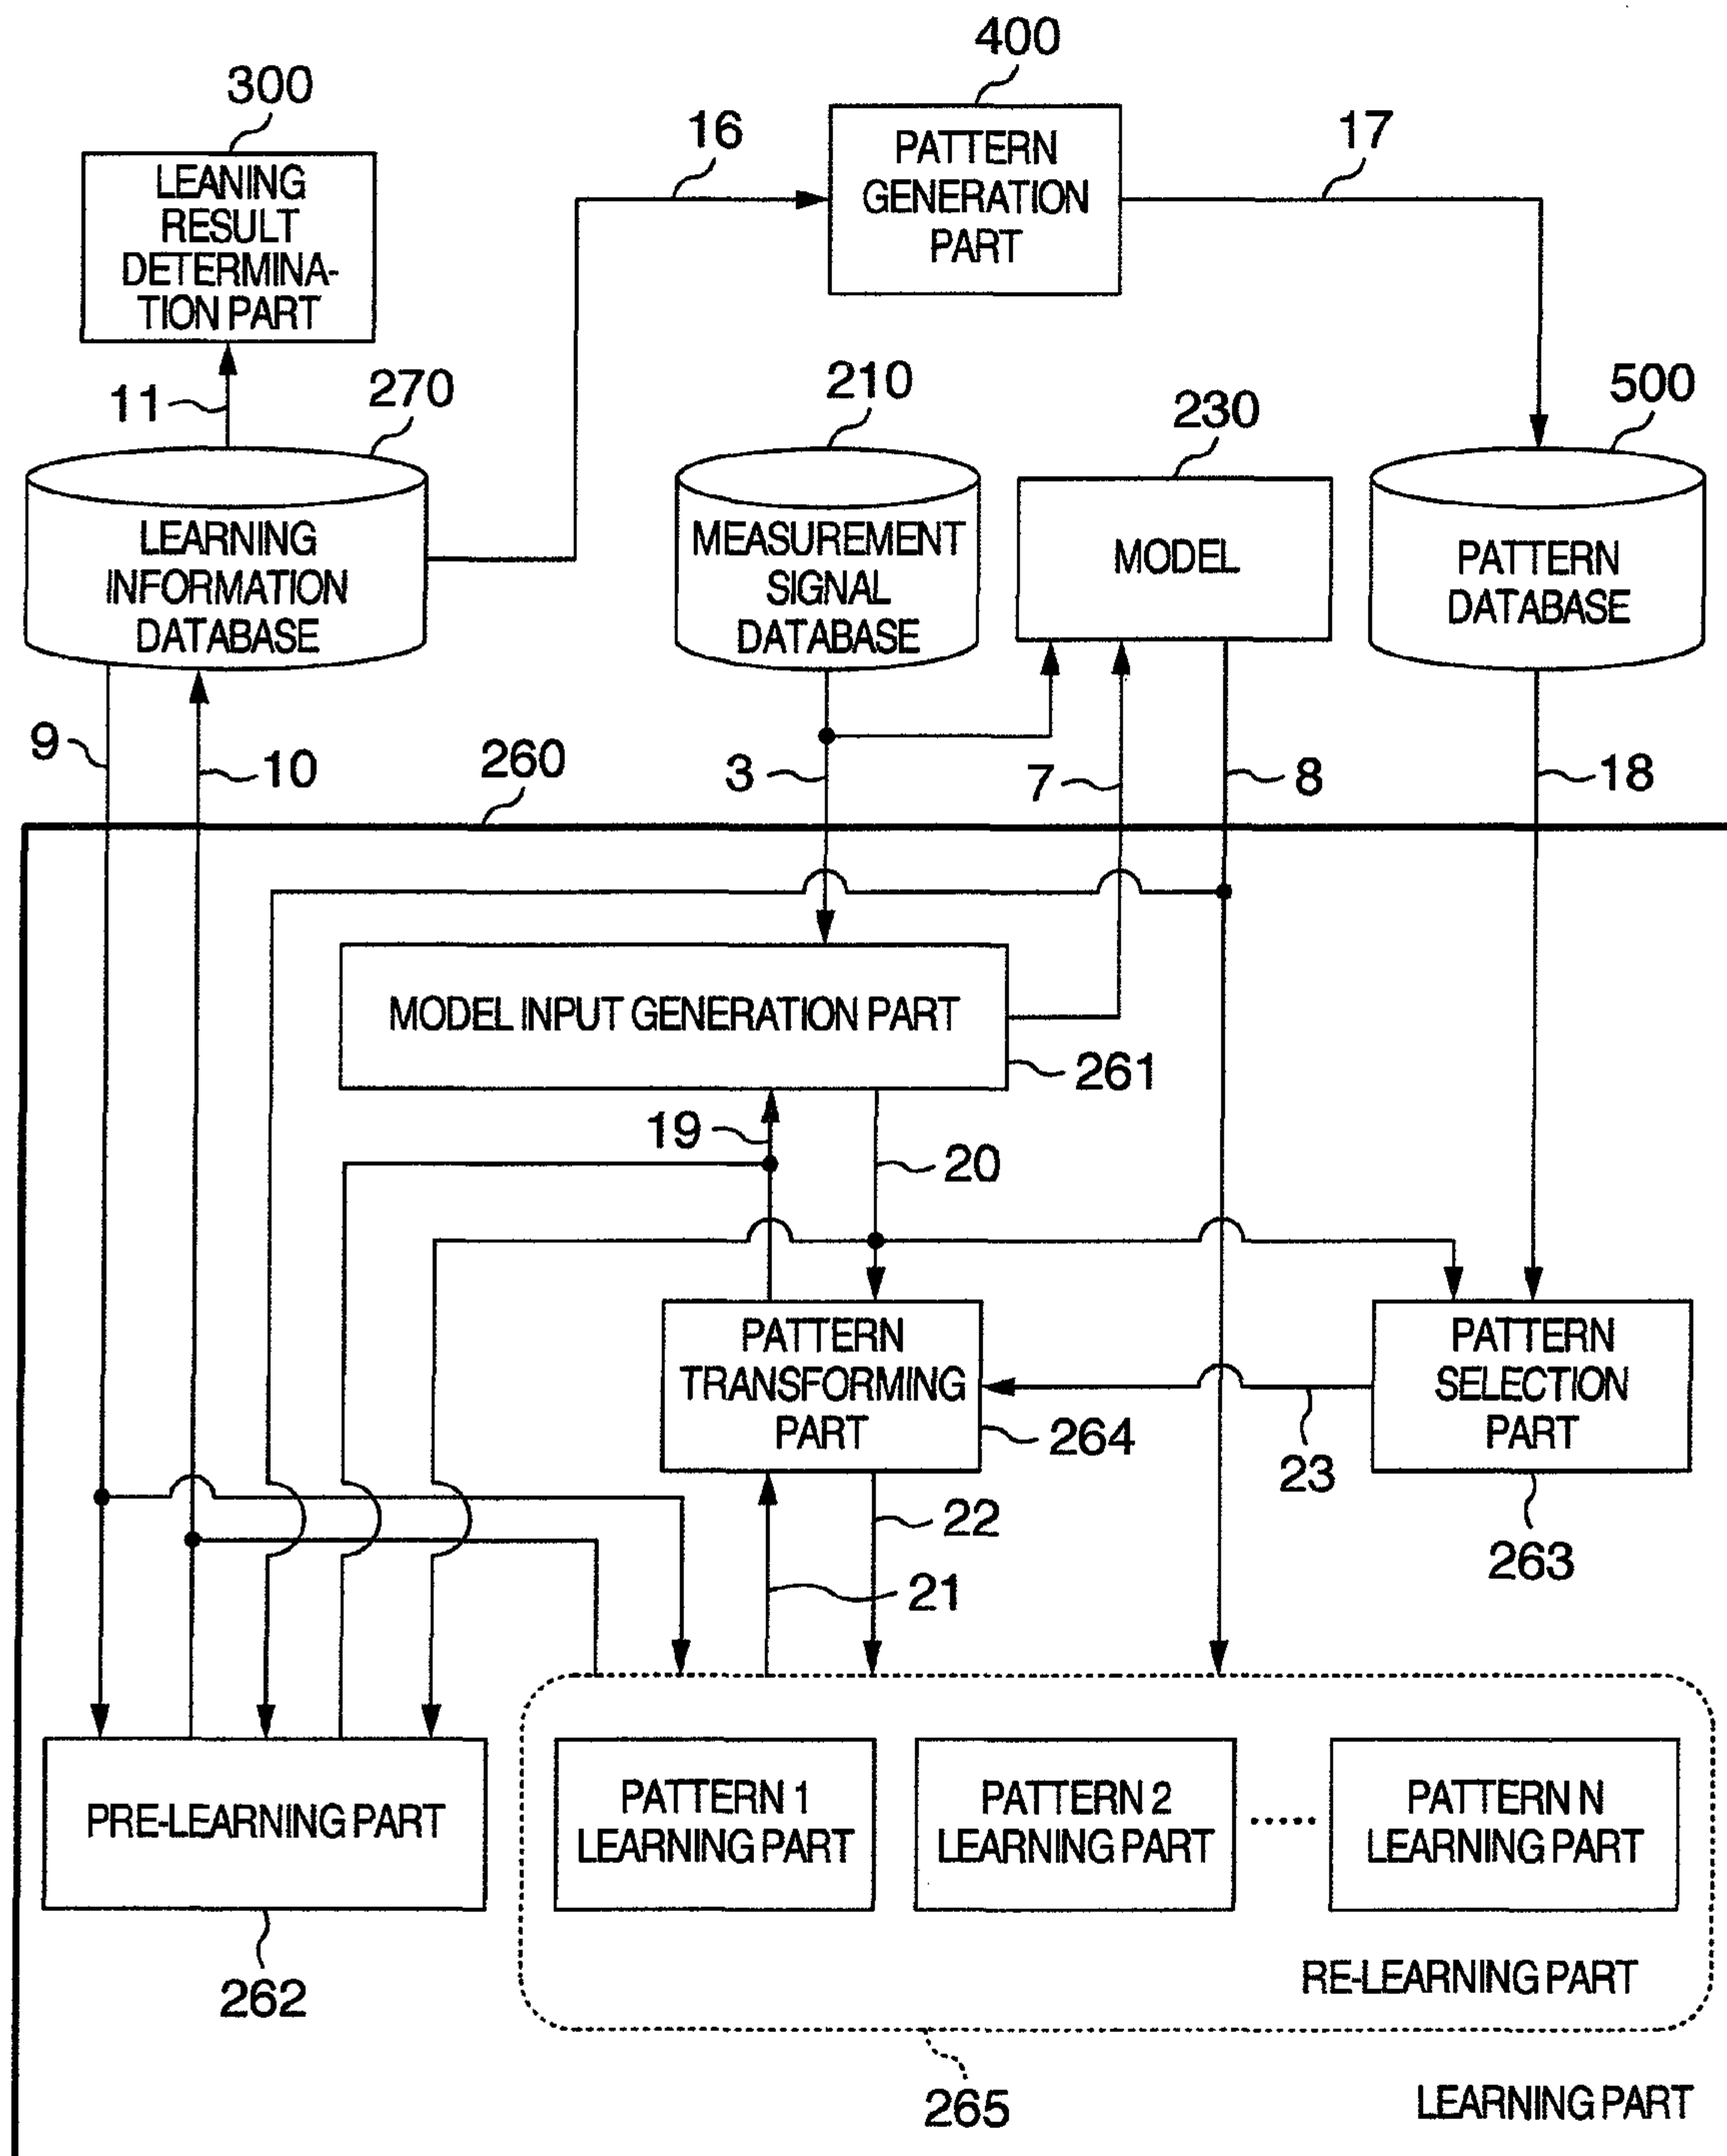 400
300
16
17
PATTERN
GENERATION
PART
LEANING
RESULT
DETERMINA-
TION PART
11
270
210
230
500
LEARNING
INFORMATION
DATABASE
MEASUREMENT
SIGNAL
DATABASE
MODEL
PATTERN
DATABASE
9
10
260
3
7
8
18
MODEL INPUT GENERATION PART
261
19
20
PATTERN
TRANSFORMING
PART
264
PATTERN
SELECTION
PART
23
263
22
21
PRE-LEARNING PART
262
PATTERN 1
LEARNING PART
PATTERN 2
LEARNING PART
......
PATTERN N
LEARNING PART
RE-LEARNING PART
265
LEARNING PART